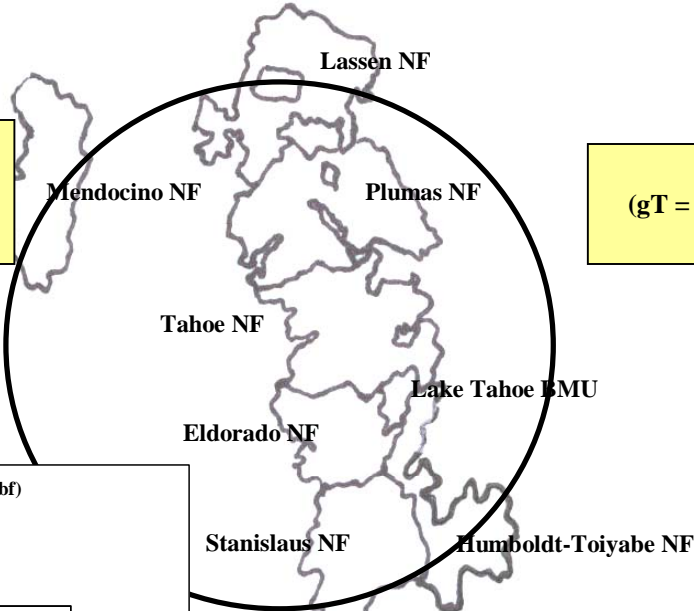 Lassen NF
Mendocino NF
Plumas NF
(gT =
Tahoe NF
Lake Tahoe BMU
Eldorado NF
bf)
Stanislaus NF
Humboldt-Toiyabe NF